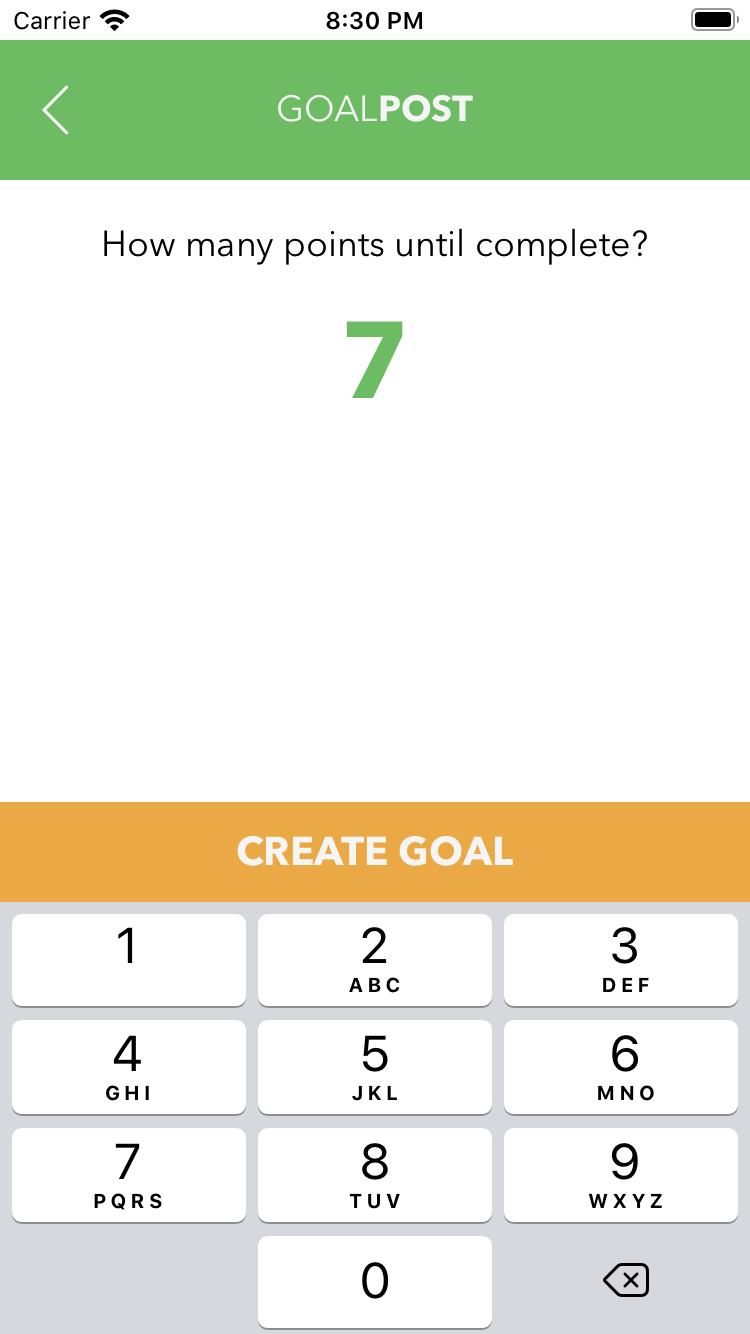 Carrier 8:30 PM
GOALPOST
How many points until complete?
7
CREATE GOAL
1 2 3
ABC DEF
4 5 6
GHI JKL MNO
7 8 9
PQRS TUV WXYZ
0